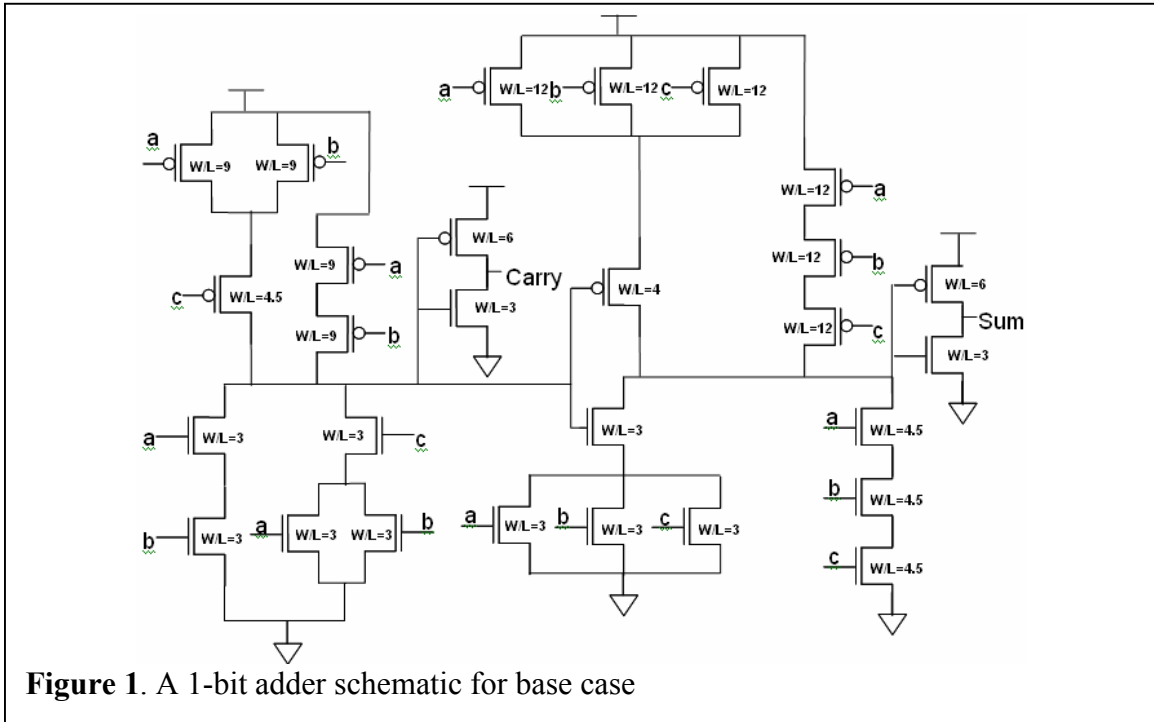 a W/L=12 b W/L=12 c W/L=12
a W/L=9 W/L=9 b
W/L=12 a
W/L=6
W/L=12 b
W/L=9 a
Carry
c W/L=4.5
W/L=4
W/L=6
W/L=3
W/L=12 c
Sum
W/L=9 b
W/L=3
a W/L=3 W/L=3 c
W/L=3
a W/L=4.5
b W/L=3 a W/L=3 W/L=3 b
a W/L=3 b W/L=3 c W/L=3
b W/L=4.5
c W/L=4.5
Figure 1. A 1-bit adder schematic for base case